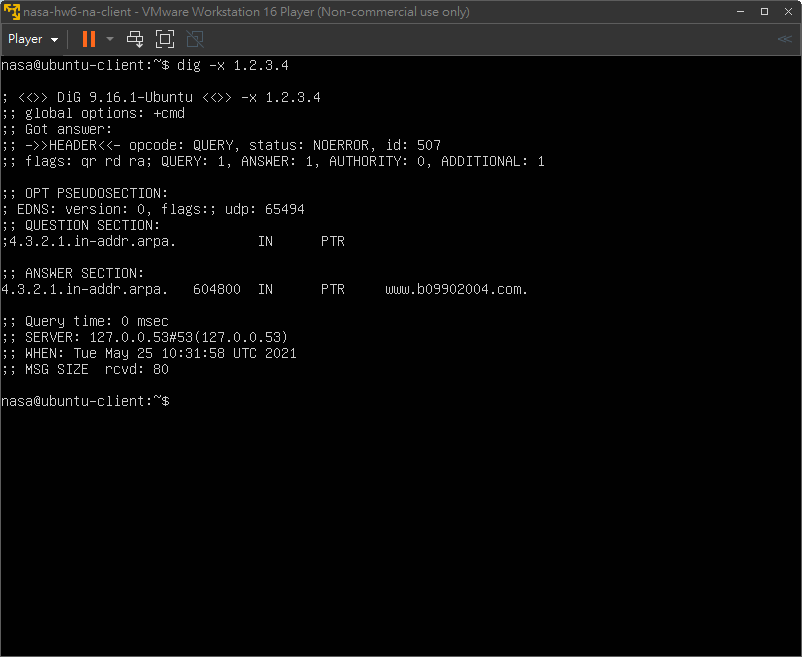 nasa-hw6-na-client - VMware Workstation 16 Player (Non-commercial use only)
Player
nasa@ubuntu-client:~$ dig -x 1.2.3.4
; <<>> DiG 9.16.1-Ubuntu <<>> -x 1.2.3.4
;; global options: +cmd
;; Got answer:
;; ->>HEADER<<- opcode: QUERY, status: NOERROR, id: 507
;; flags: qr rd ra; QUERY: 1, ANSWER: 1, AUTHORITY: 0, ADDITIONAL: 1
;; OPT PSEUDOSECTION:
; EDNS: version: 0, flags:; udp: 65494
;; QUESTION SECTION:
;4.3.2.1.in-addr.arpa. IN PTR
;; ANSWER SECTION:
4.3.2.1.in-addr.arpa. 604800 IN PTR www.b09902004.com.
;; Query time: 0 msec
;; SERVER: 127.0.0.53#53(127.0.0.53)
;; WHEN: Tue May 25 10:31:58 UTC 2021
;; MSG SIZE rcvd: 80
nasa@ubuntu-client:~$